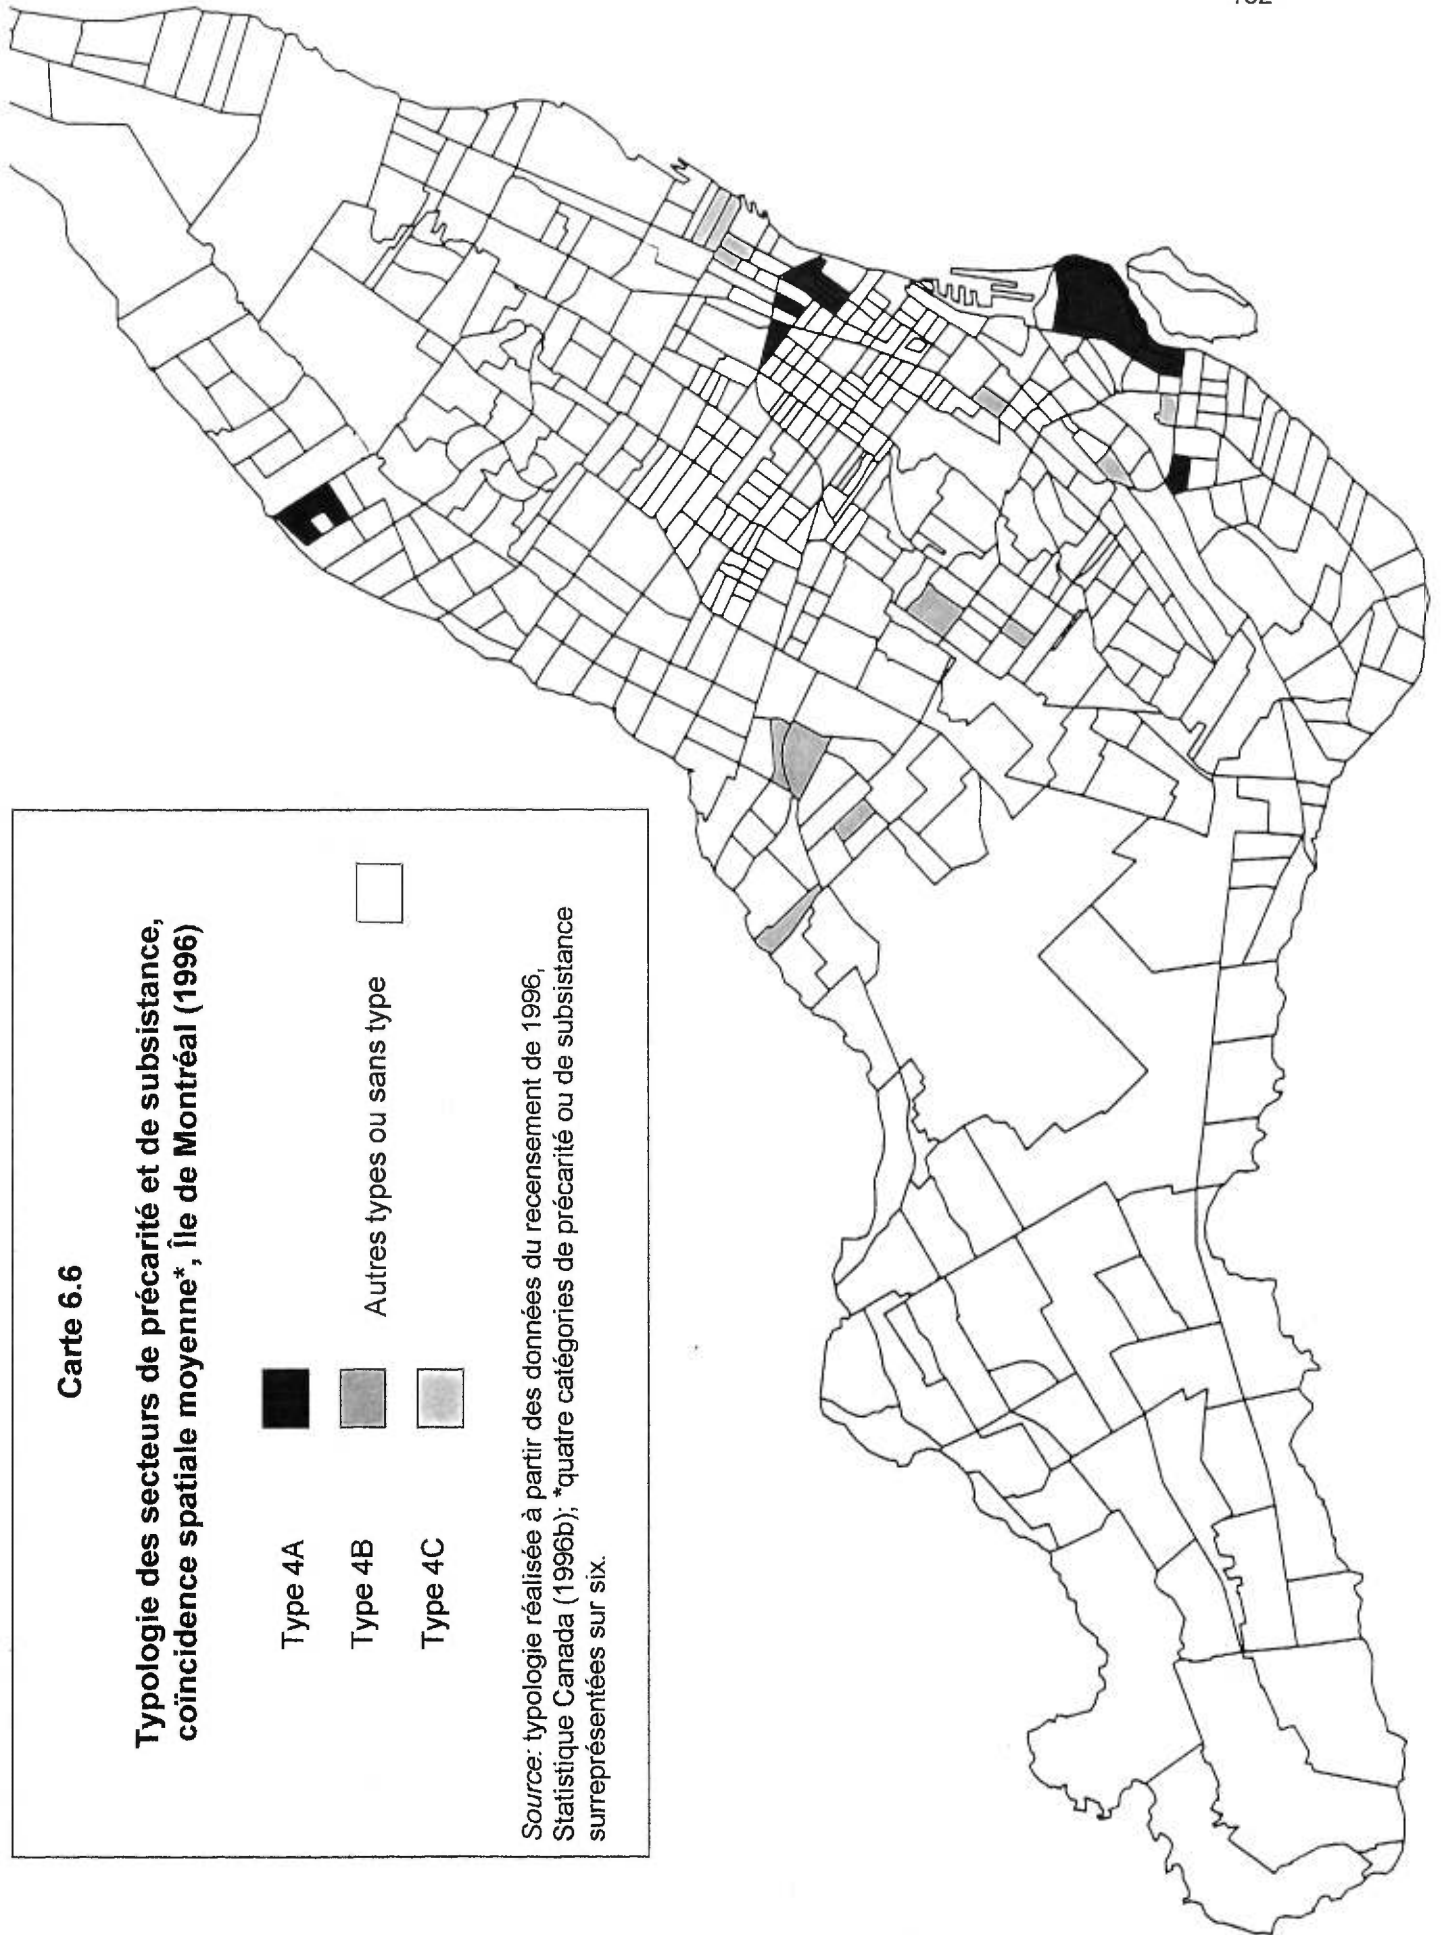 Carte 6.6
Typologie des secteurs de précarité et de subsistance,
coïncidence spatiale moyenne*, Île de Montréal (1996)
Type 4A
Type 4B
Type 4C
Autres types ou sans type
Source: typologie réalisée à partir des données du recensement de 1996,
Statistique Canada (1996b); *quatre catégories de précarité ou de subsistance
surreprésentées sur six.